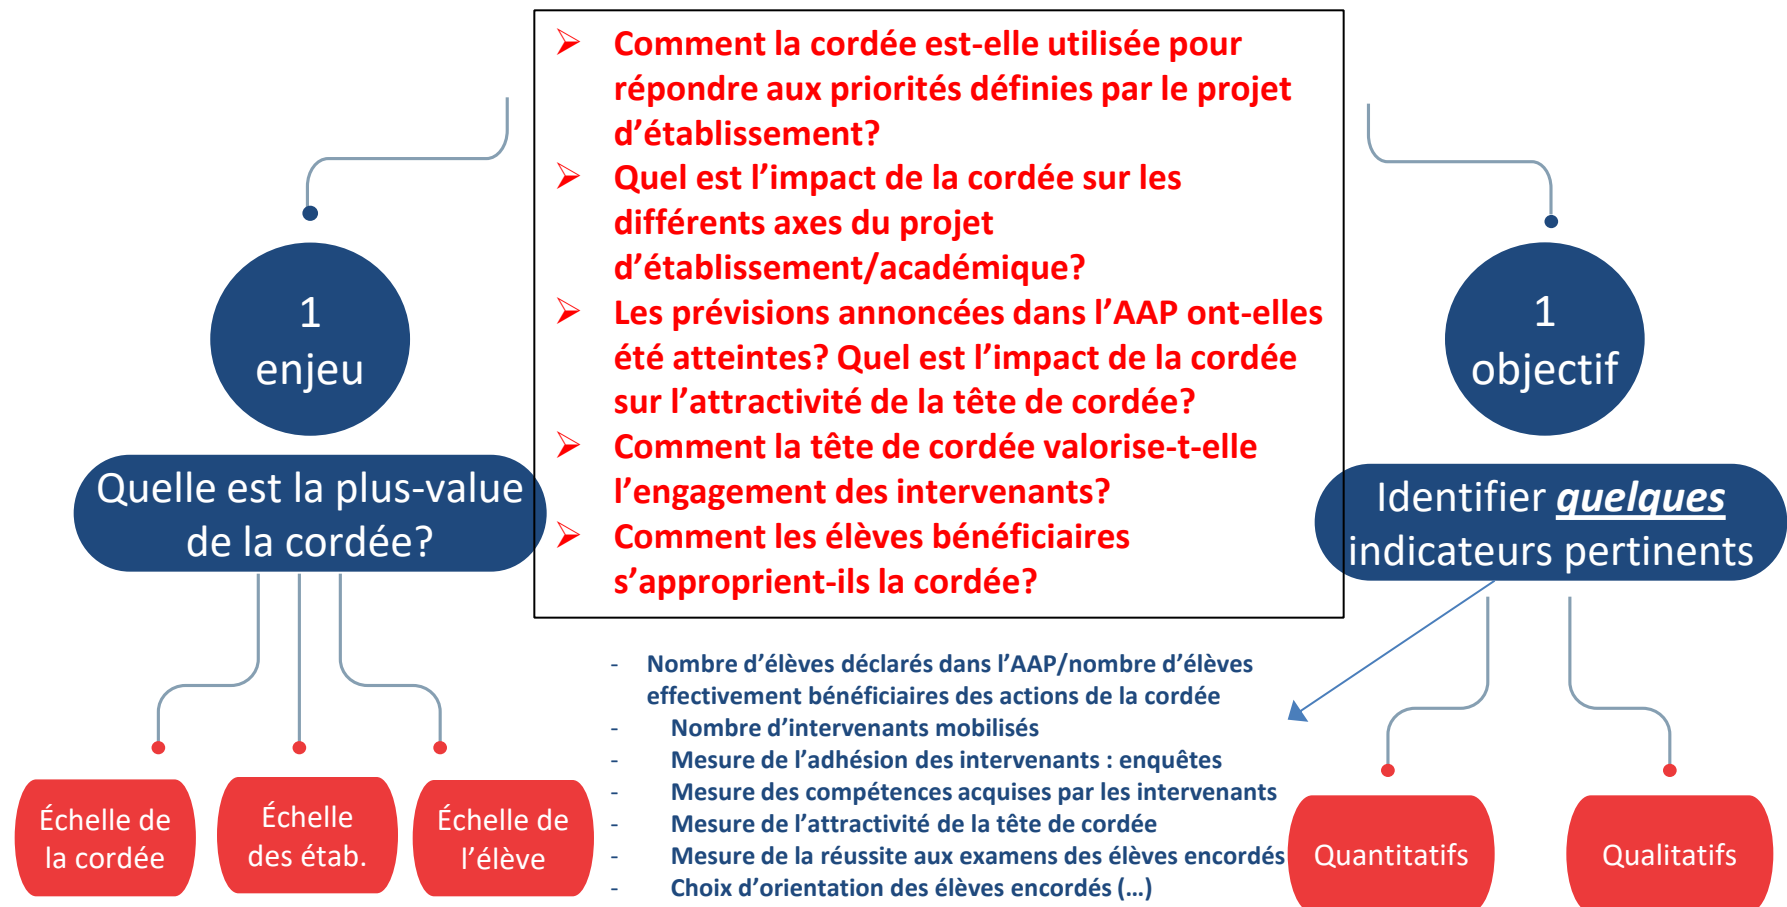 ➢ Comment la cordée est-elle utilisée pour
répondre aux priorités définies par le projet
d’établissement?
➢ Quel est l’impact de la cordée sur les
différents axes du projet
d’établissement/académique?
➢ Les prévisions annoncées dans l’AAP ont-elles
été atteintes? Quel est l’impact de la cordée
sur l’attractivité de la tête de cordée?
➢ Comment la tête de cordée valorise-t-elle
l’engagement des intervenants?
➢ Comment les élèves bénéficiaires
s’approprient-ils la cordée?
1
enjeu
Quelle est la plus-value
de la cordée?
Échelle de
la cordée
Échelle
des étab.
Échelle de
l’élève
1
objectif
Identifier quelques
indicateurs pertinents
- Nombre d’élèves déclarés dans l’AAP/nombre d’élèves
effectivement bénéficiaires des actions de la cordée
- Nombre d’intervenants mobilisés
- Mesure de l’adhésion des intervenants : enquêtes
- Mesure des compétences acquises par les intervenants
- Mesure de l’attractivité de la tête de cordée
- Mesure de la réussite aux examens des élèves encordés
- Choix d’orientation des élèves encordés (…)
Quantitatifs
Qualitatifs